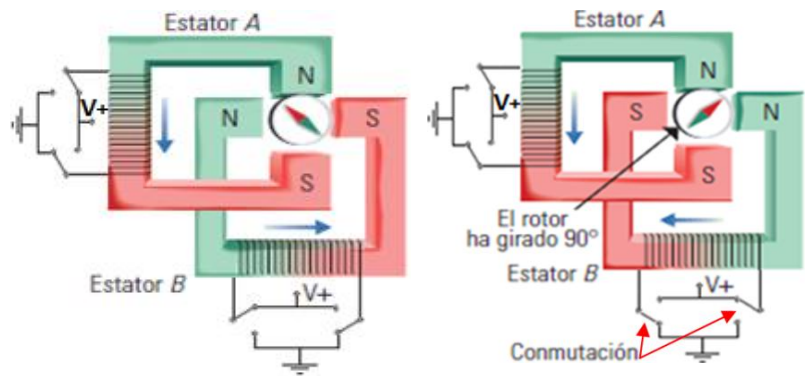 Estator A
N
V+
N
S
S
Estator B
V+
Estator A
N
V+
S
N
S
El rotor
ha girado 90°
Estator B
V+
Conmutación